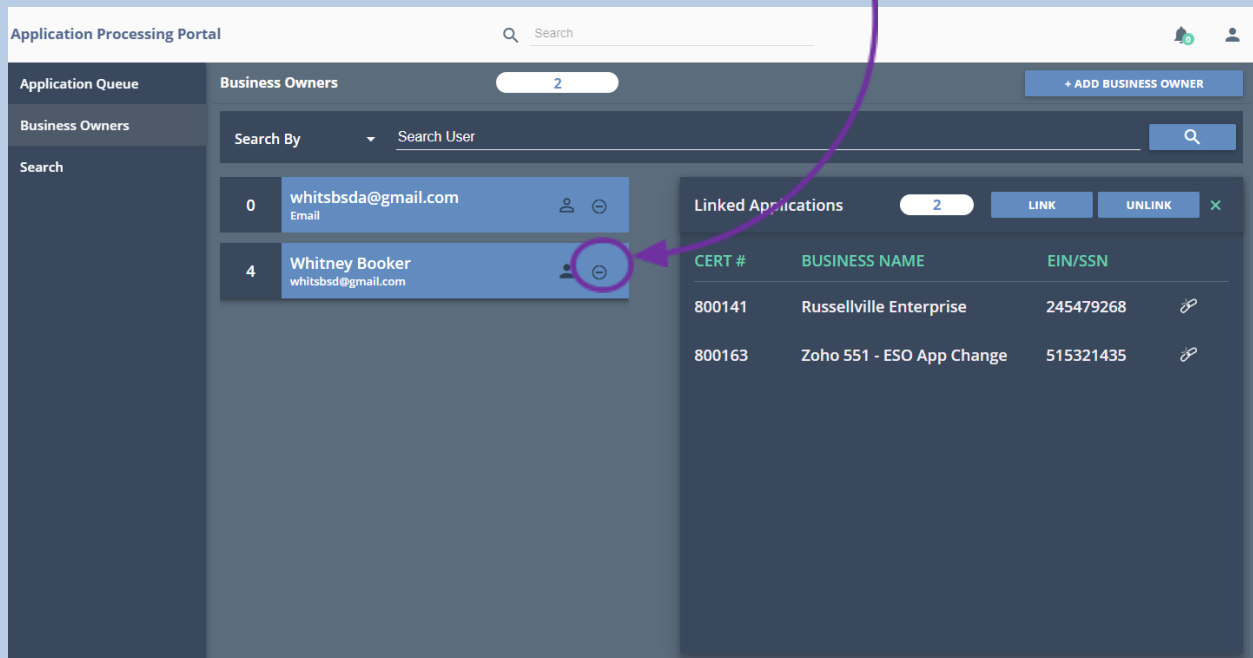 Application Processing Portal
Search
0
Application Queue
Business Owners
Search
Business Owners
2
+ ADD BUSINESS OWNER
Search By
Search User
0
whitsbsda@gmail.com
Email
4
Whitney Booker
whitsbsd@gmail.com
Linked Applications
2
LINK
UNLINK
CERT # BUSINESS NAME EIN/SSN
800141 Russellville Enterprise 245479268
800163 Zoho 551 - ESO App Change 515321435